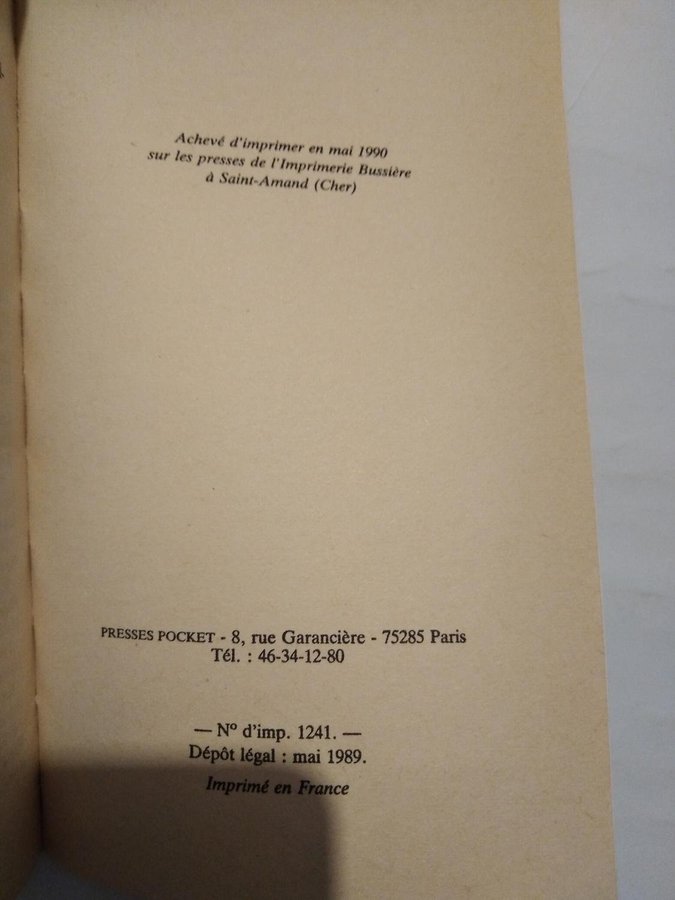 Achevé d'imprimer en mai 1990
sur les presses de l'Imprimerie Bussière
à Saint-Amand (Cher)
PRESSES POCKET - 8, rue Garancière - 75285 Paris
Tél. : 46-34-12-80
— Nº d'imp. 1241. —
Dépôt légal : mai 1989.
Imprimé en France